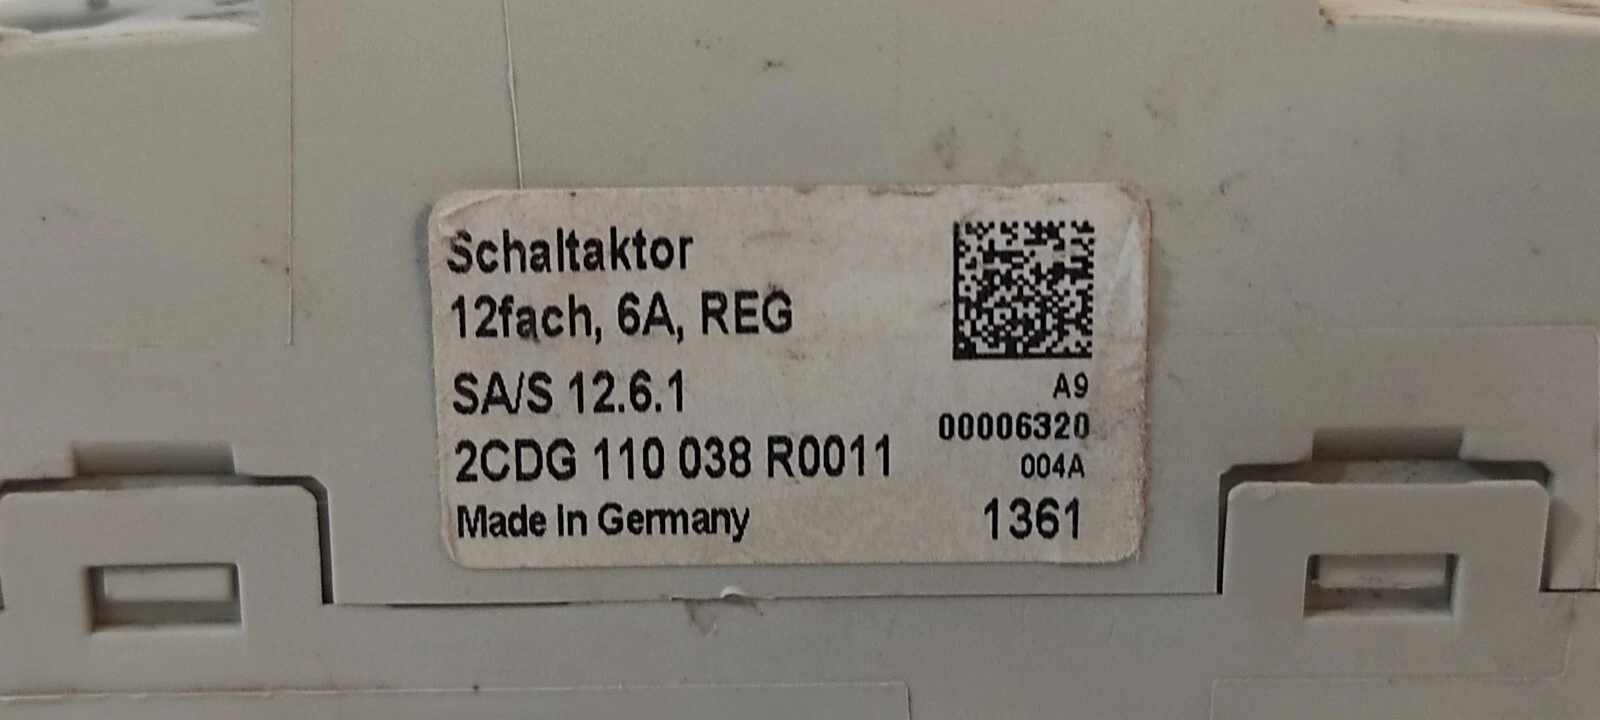 Schaltaktor
12fach, 6A, REG
SA/S 12.6.1
2CDG 110 038 R0011
Made in Germany
A9
00006320
004A
1361